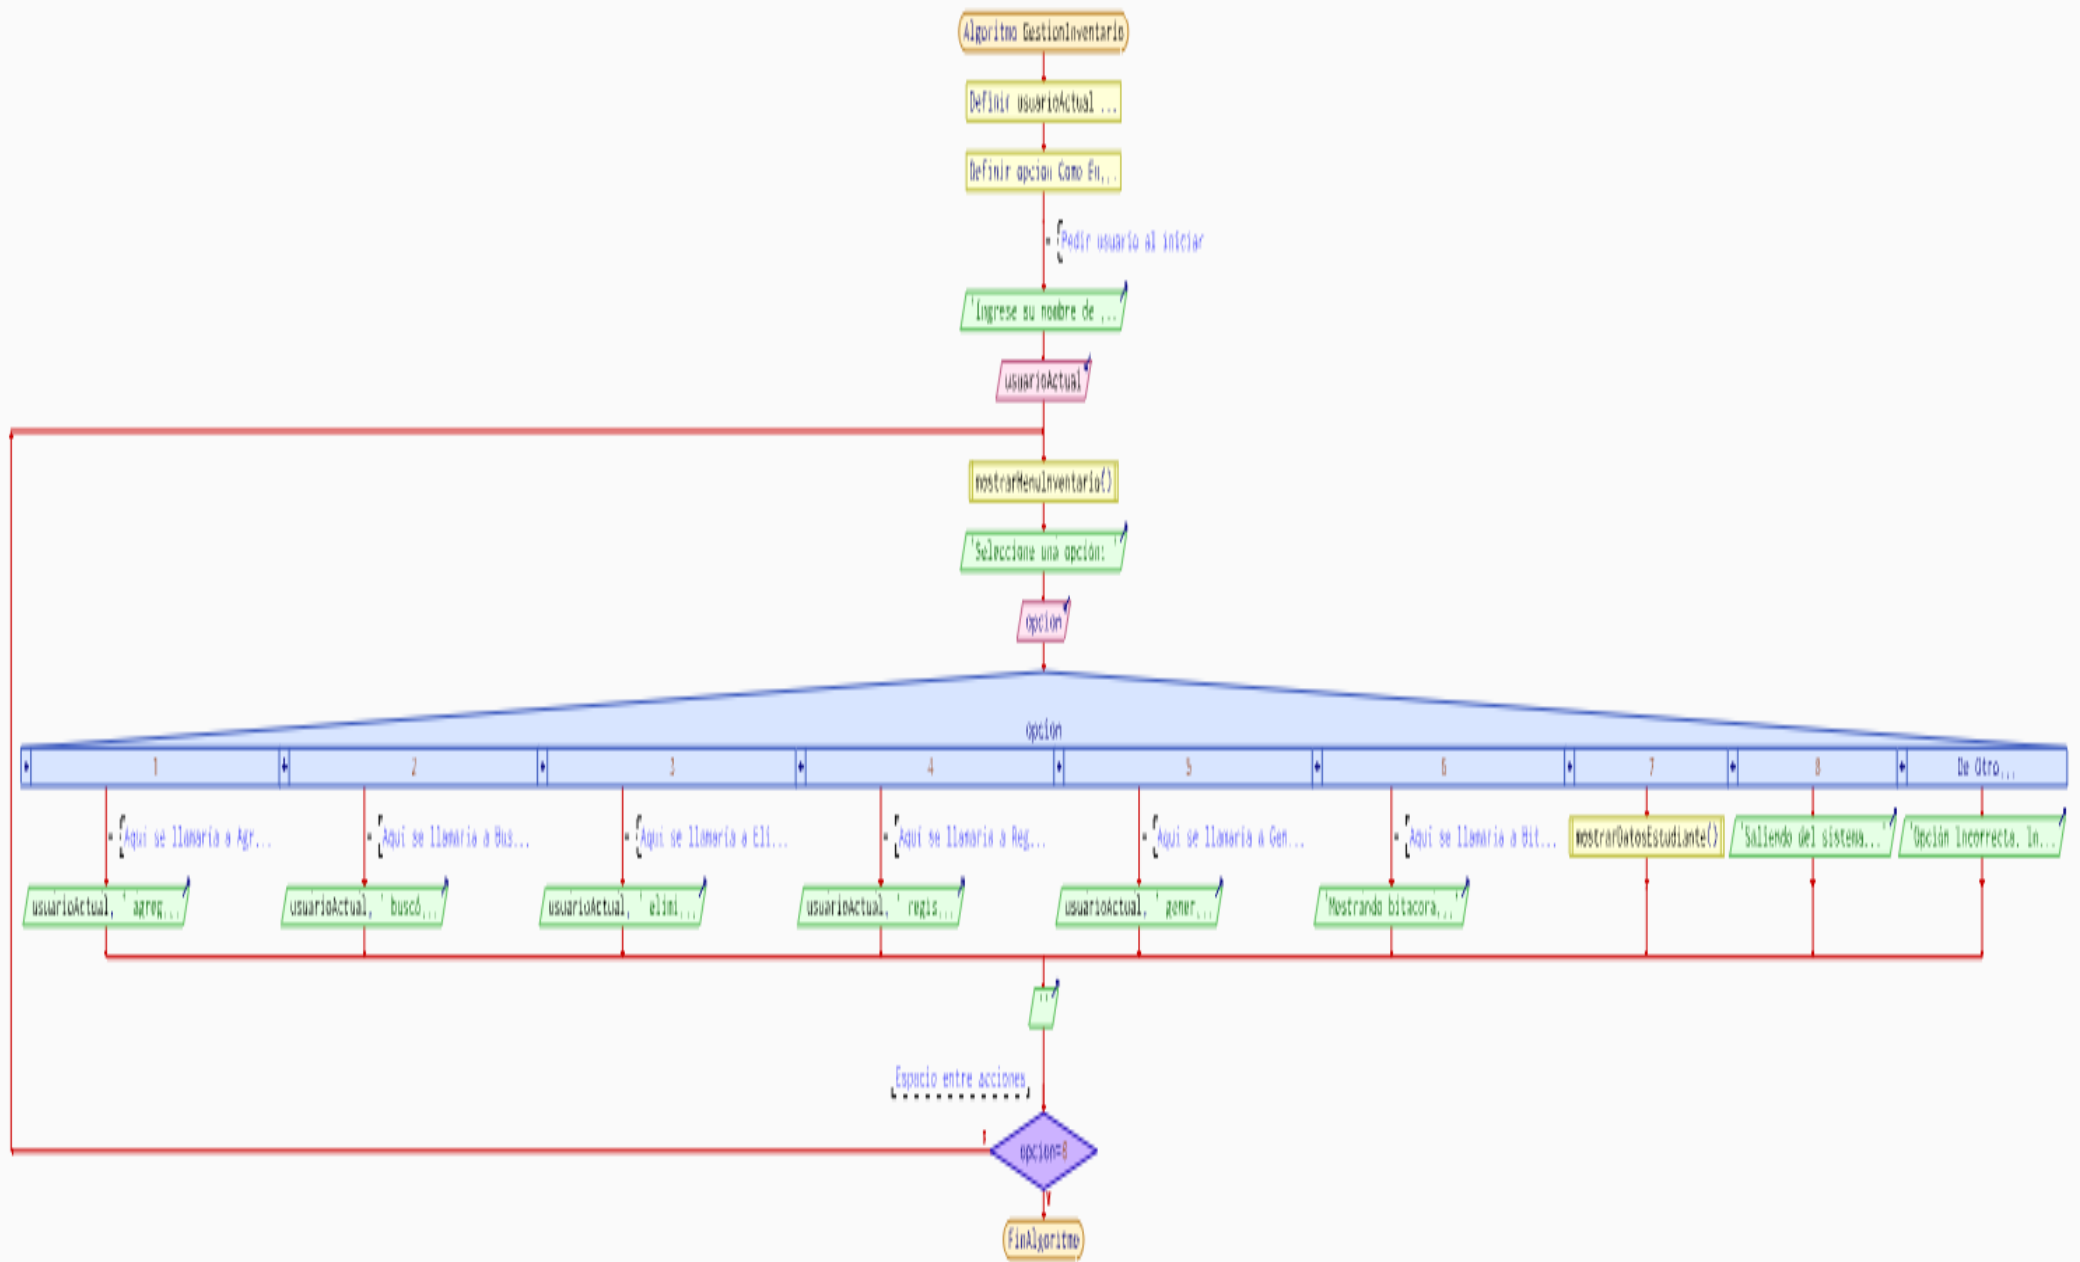 Algoritmo GestionInventario
Definir usuarioActual ...
Definir opcion Como En...
Pedir usuario al iniciar
'Ingrese su nombre de ...
usuarioActual
mostrarMenuInventario()
'Seleccione una opción: '
opcion
opcion
1 2 3 4 5 6 7 8 De Otro...
Aquí se llamaría a Agr... Aquí se llamaría a Bus... Aquí se llamaría a Eli... Aquí se llamaría a Reg... Aquí se llamaría a Gen... Aquí se llamaría a Bit... mostrarDatosEstudiante() 'Saliendo del sistema...' 'Opción Incorrecta. In...
usuarioActual, ' agreg... usuarioActual, ' buscó... usuarioActual, ' elimi... usuarioActual, ' regis... usuarioActual, ' gener... 'Mostrando bitacora...'
''
Espacio entre acciones
F
opcion=8
V
FinAlgoritmo